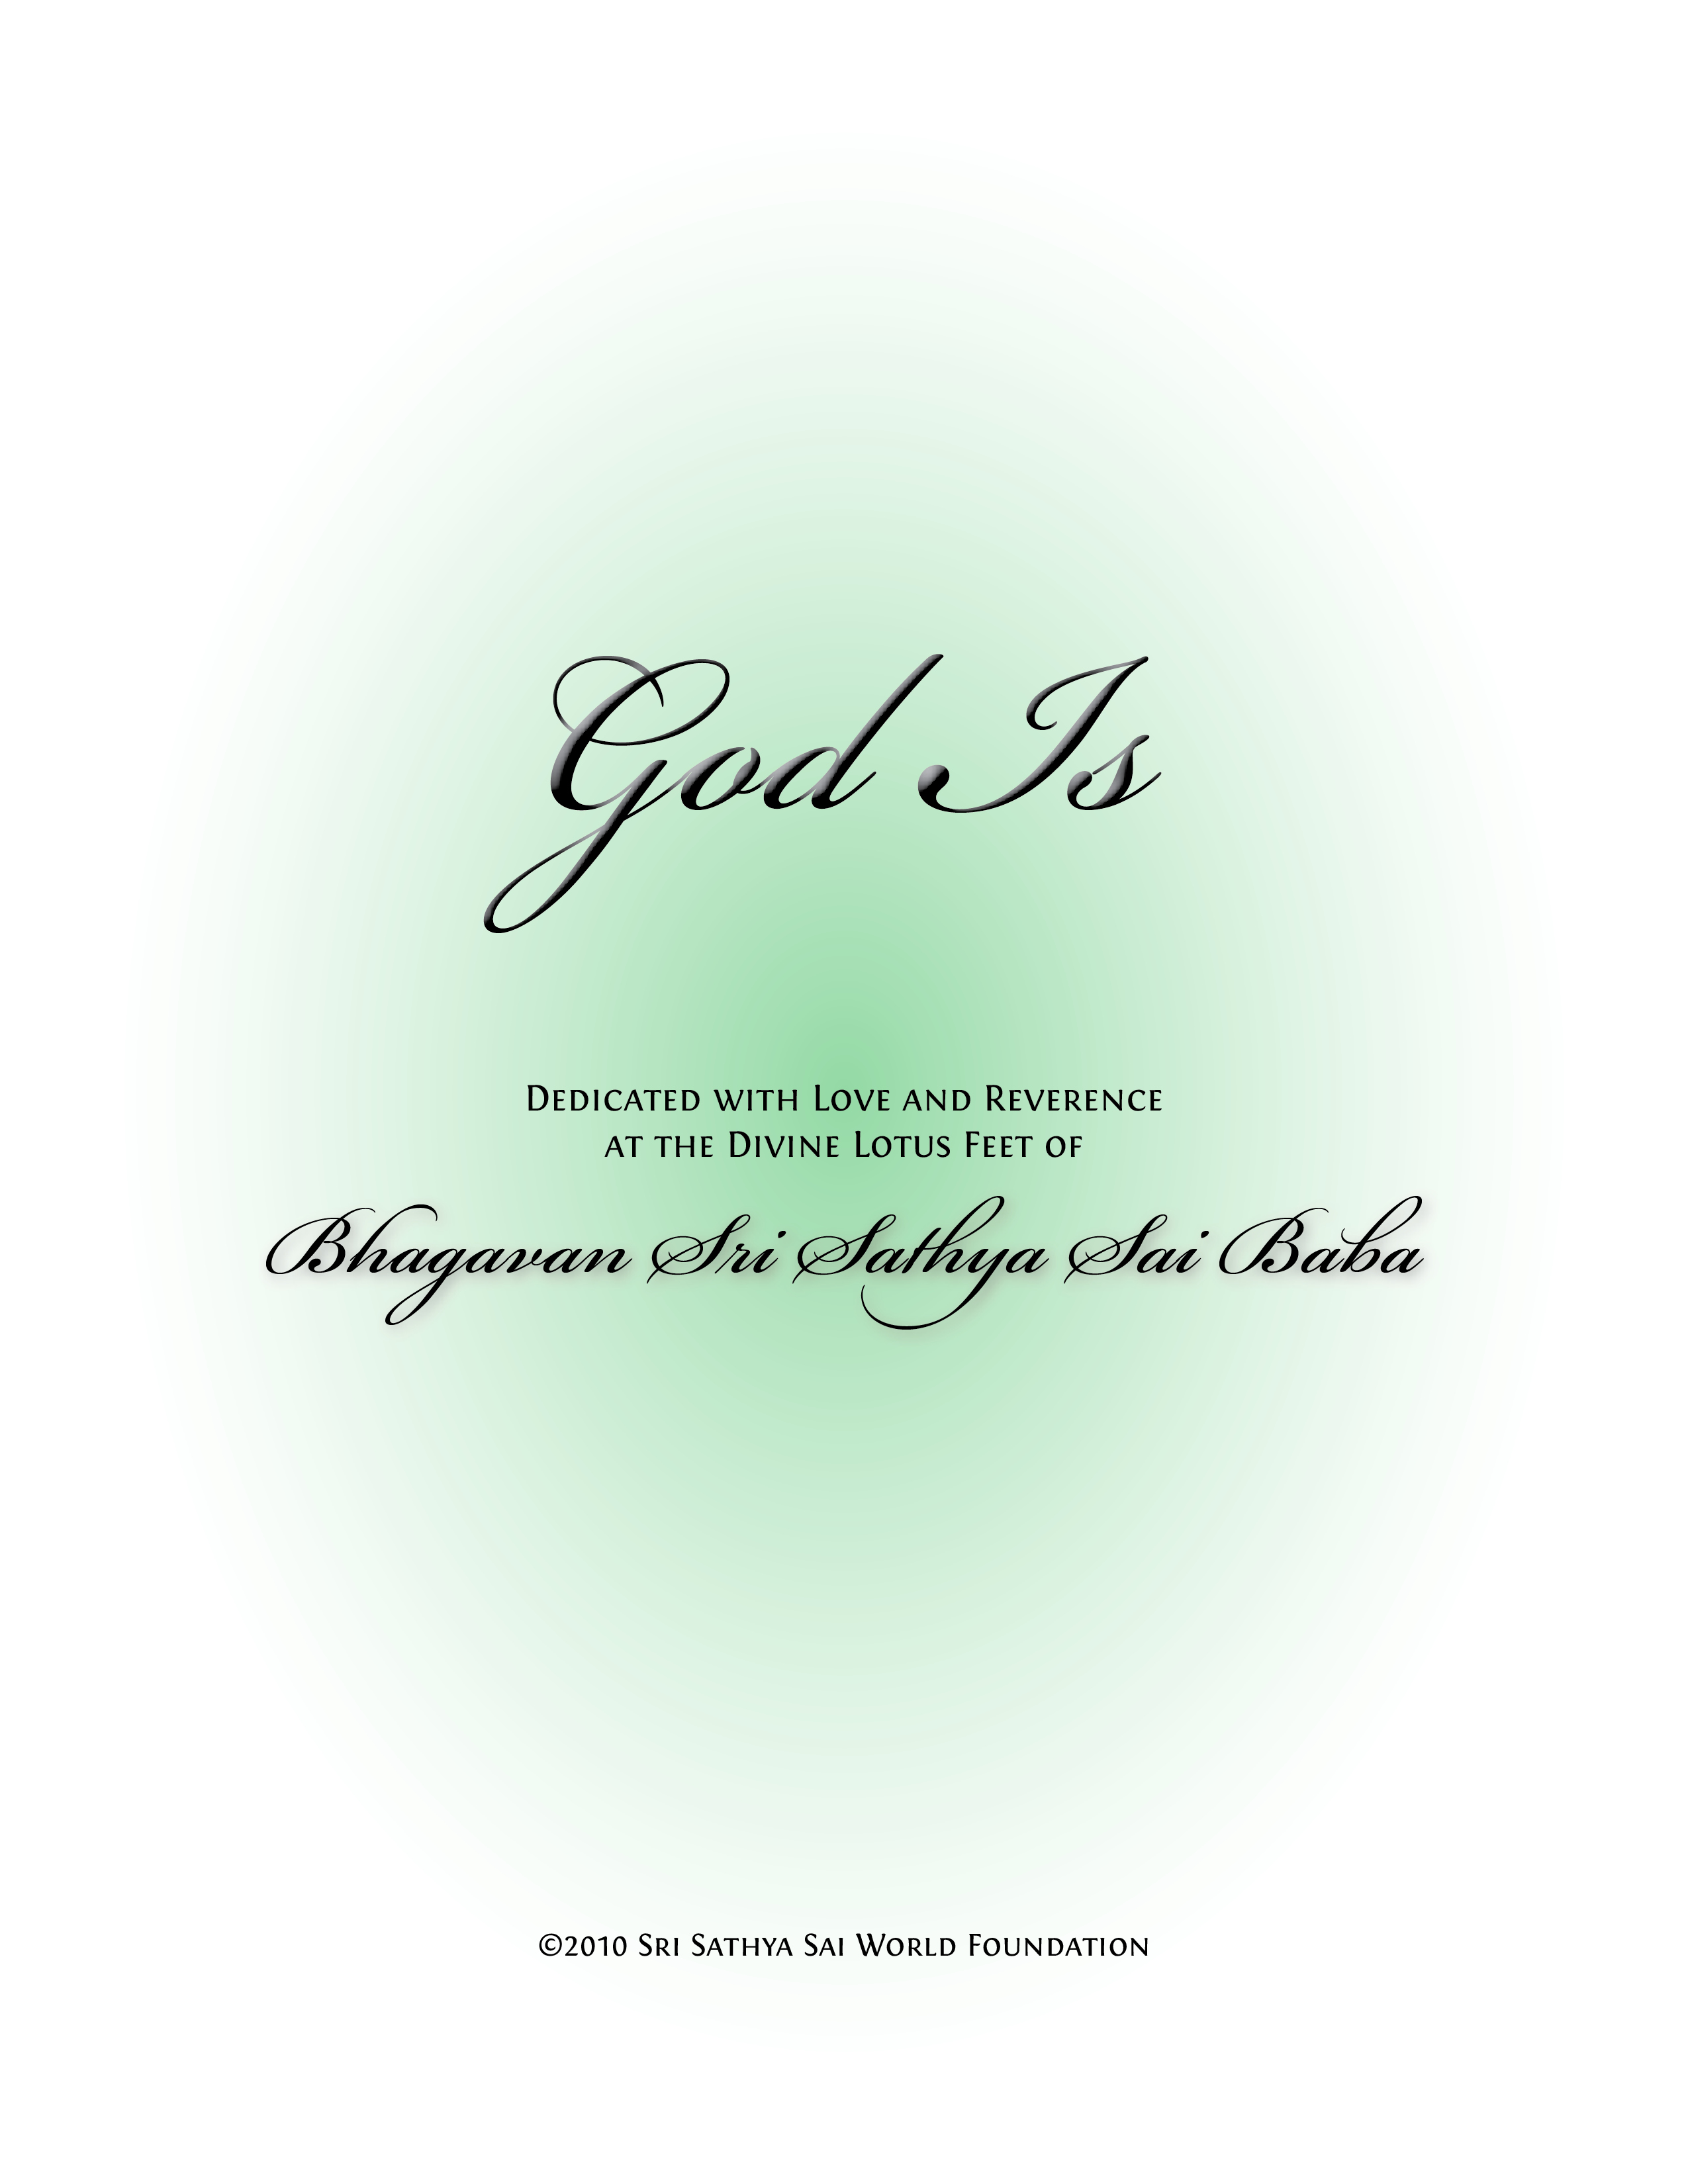 God Is
Dedicated with Love and Reverence
at the Divine Lotus Feet of
Bhagavan Sri Sathya Sai Baba
©2010 Sri Sathya Sai World Foundation